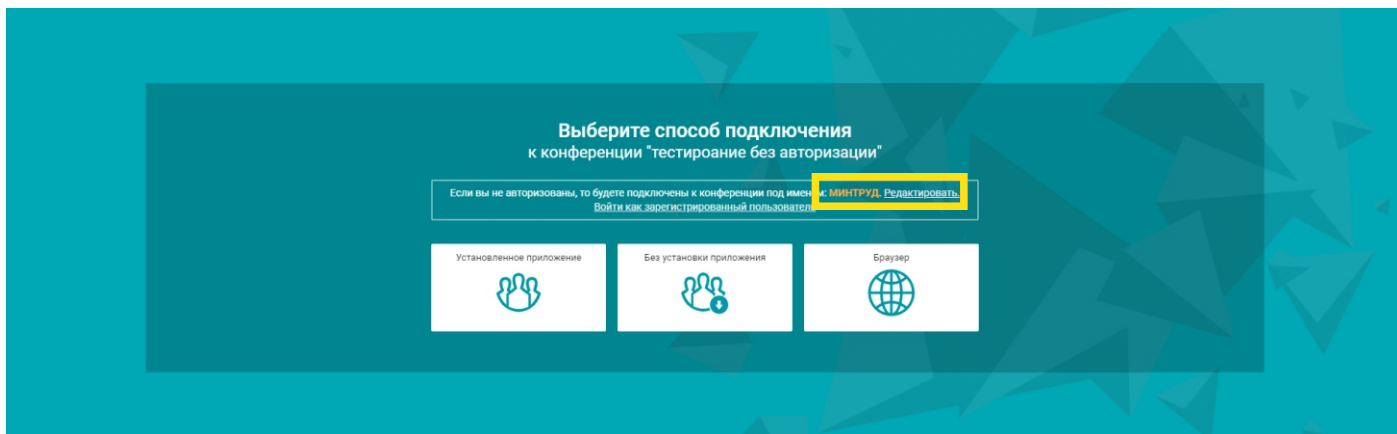 Выберите способ подключения
к конференции "тестироание без авторизации"
Если вы не авторизованы, то будете подключены к конференции под именем: МИНТРУД. Редактировать.
Войти как зарегистрированный пользователь
Установленное приложение
Без установки приложения
Браузер